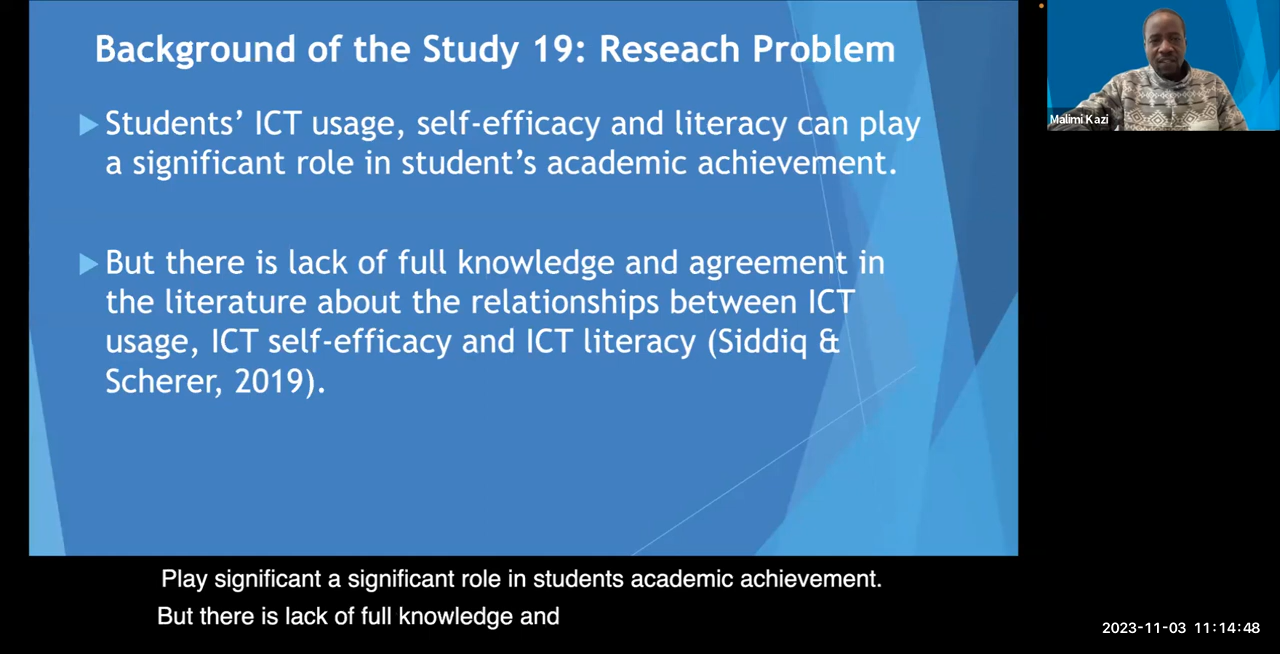 Background of the Study 19: Reseach Problem
Students’ ICT usage, self-efficacy and literacy can play
a significant role in student’s academic achievement.
But there is lack of full knowledge and agreement in
the literature about the relationships between ICT
usage, ICT self-efficacy and ICT literacy (Siddiq &
Scherer, 2019).
Malimi Kazi
Play significant a significant role in students academic achievement.
But there is lack of full knowledge and
2023-11-03 11:14:48